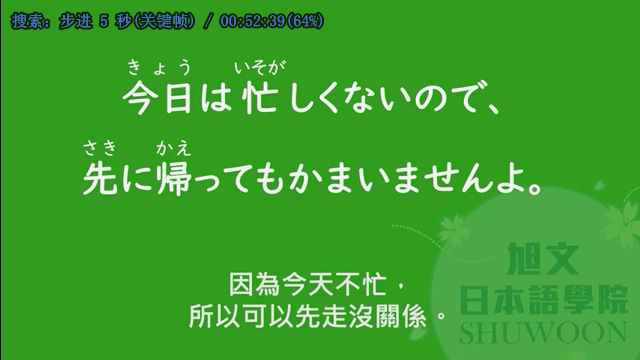 搜索: 步进 5 秒(关键帧) / 00:52:39(64%)
きょう いそが
今日は忙しくないので、
さき かえ
先に帰ってもかまいませんよ。
因為今天不忙，
所以可以先走沒關係。
旭文
日本語學院
SHUWOON